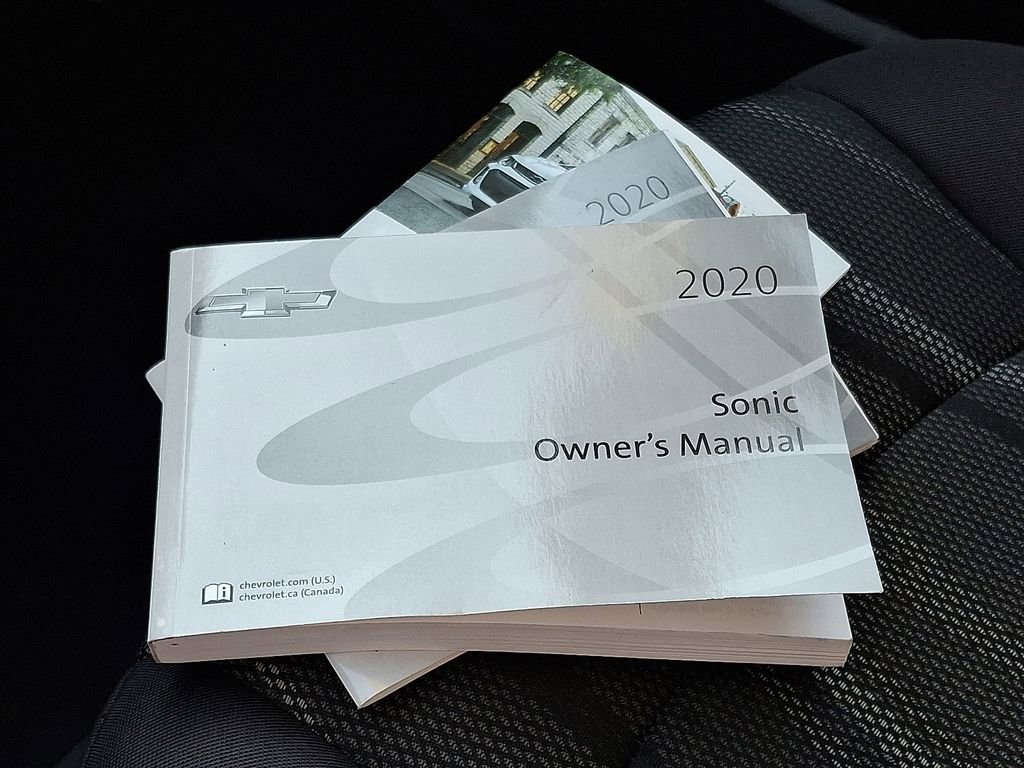 2020
2020
Sonic
Owner's Manual
chevrolet.com (U.S.)
chevrolet.ca (Canada)